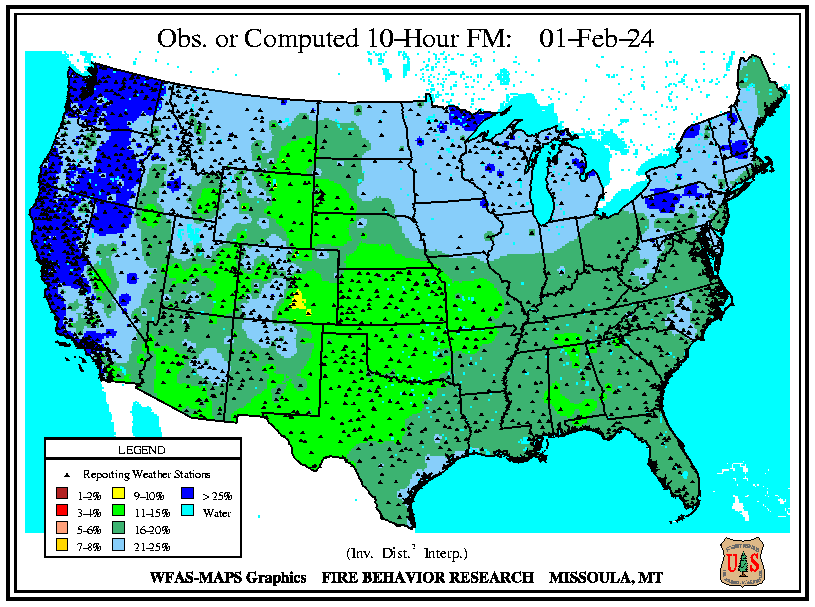 Obs. or Computed 10-Hour FM: 01-Feb-24
LEGEND
Reporting Weather Stations
1-2% 9-10% > 25%
3-4% 11-15% Water
5-6% 16-20%
7-8% 21-25%
(Inv. Dist.² Interp.)
WFAS-MAPS Graphics FIRE BEHAVIOR RESEARCH MISSOULA, MT
U S